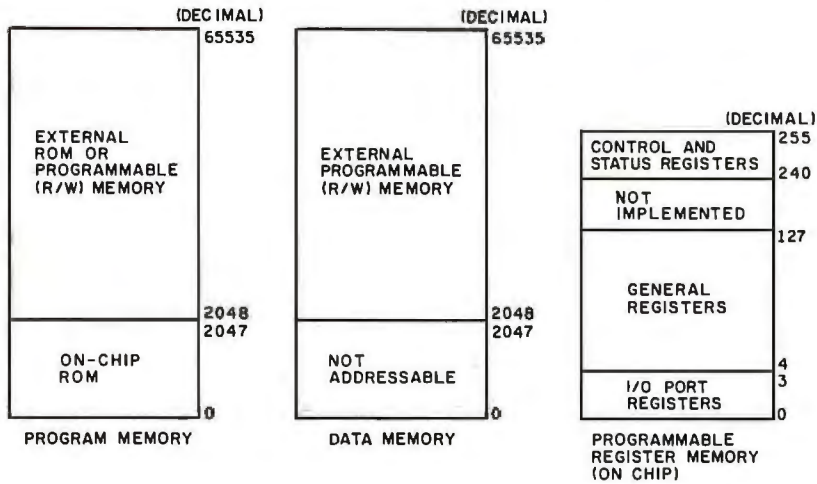 (DECIMAL)
65535
EXTERNAL
ROM OR
PROGRAMMABLE
(R/W) MEMORY
2048
2047
ON-CHIP
ROM
0
PROGRAM MEMORY
(DECIMAL)
65535
EXTERNAL
PROGRAMMABLE
(R/W) MEMORY
2048
2047
NOT
ADDRESSABLE
0
DATA MEMORY
(DECIMAL)
255
CONTROL AND
STATUS REGISTERS
240
NOT
IMPLEMENTED
127
GENERAL
REGISTERS
4
3
I/O PORT
REGISTERS
0
PROGRAMMABLE
REGISTER MEMORY
(ON CHIP)